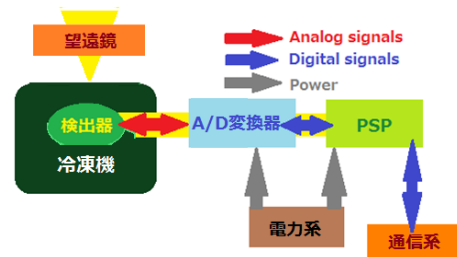 望遠鏡
Analog signals
Digital signals
Power
検出器
冷凍機
A/D変換器
PSP
電力系
通信系